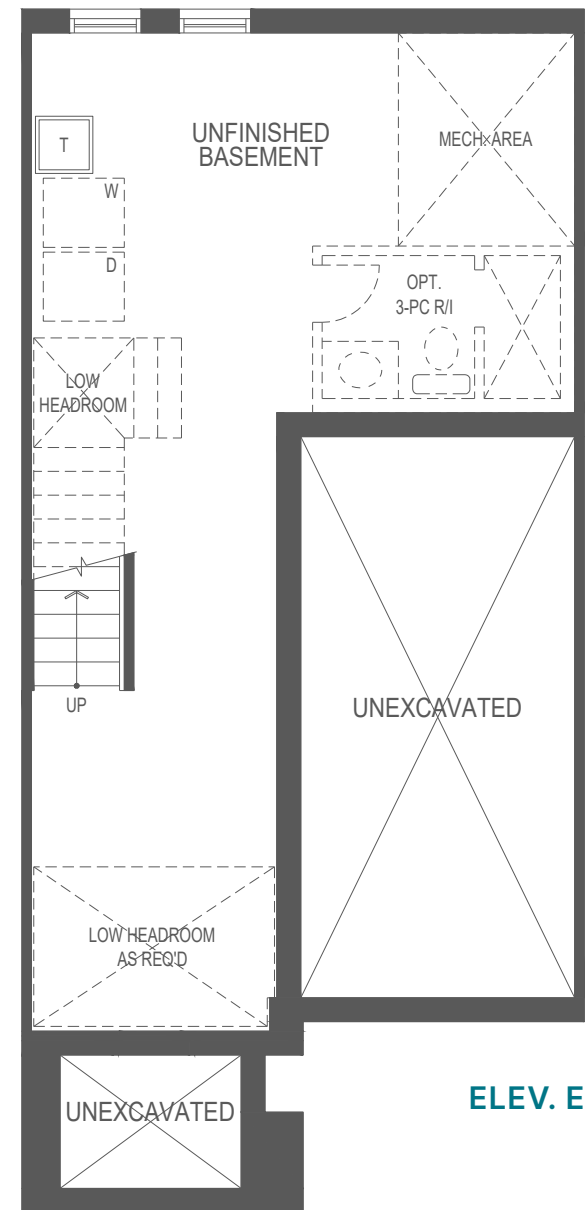 UNFINISHED
BASEMENT
MECH. AREA
T
W
D
OPT.
3-PC R/I
LOW
HEADROOM
UP
UNEXCAVATED
LOW HEADROOM
AS REQ'D
UNEXCAVATED
ELEV. E